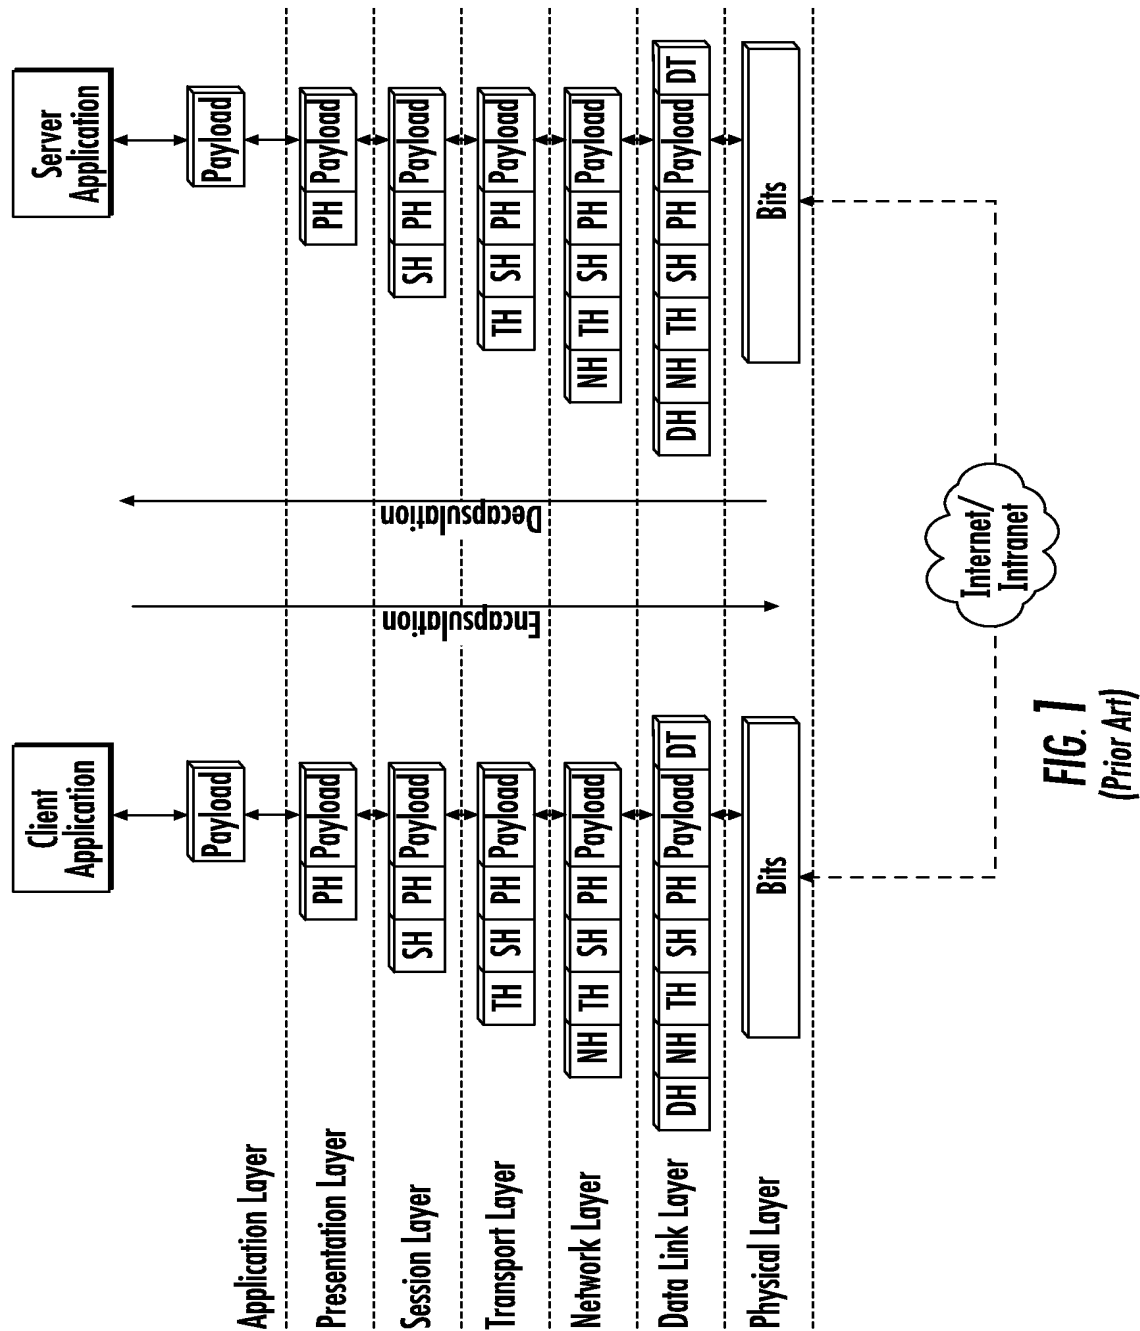 Client
Application
Server
Application
Application Layer
Payload
Payload
Presentation Layer
PH Payload
PH Payload
Session Layer
SH PH Payload
SH PH Payload
Transport Layer
TH SH PH Payload
TH SH PH Payload
Network Layer
NH TH SH PH Payload
NH TH SH PH Payload
Data Link Layer
DH NH TH SH PH Payload DT
DH NH TH SH PH Payload DT
Physical Layer
Bits
Bits
Encapsulation
Decapsulation
Internet/
Intranet
FIG. 1
(Prior Art)